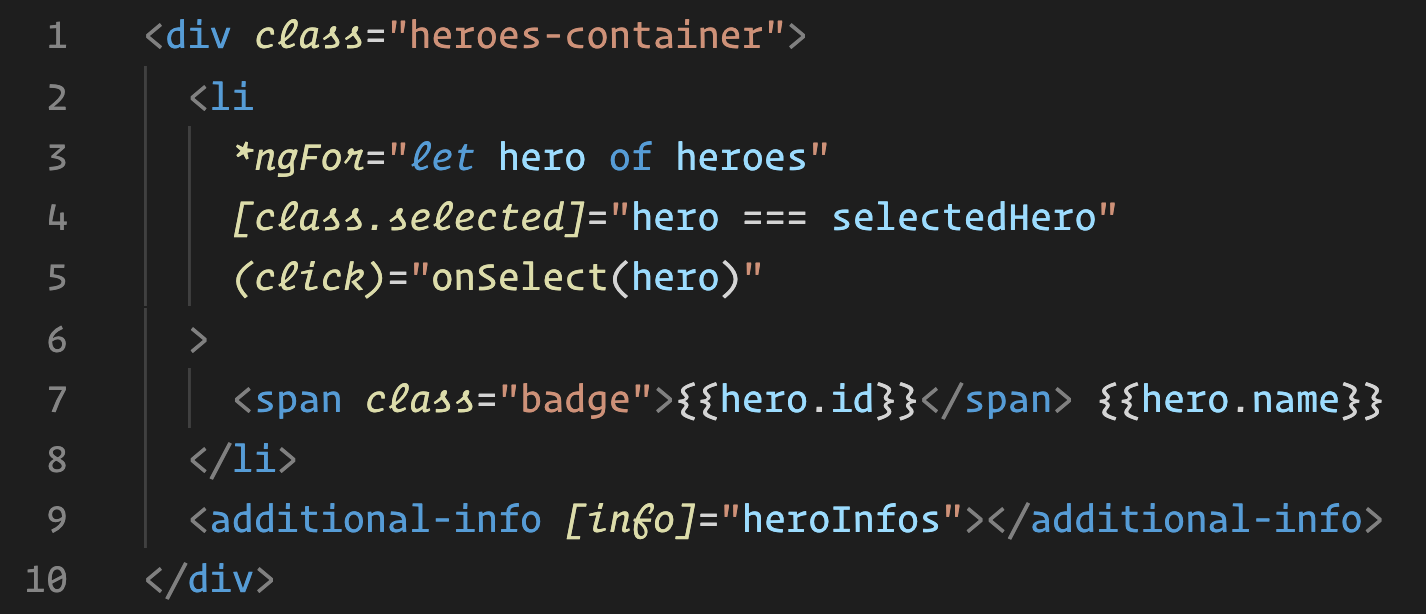 1 <div class="heroes-container">
2   <li
3     *ngFor="let hero of heroes"
4     [class.selected]="hero === selectedHero"
5     (click)="onSelect(hero)"
6   >
7     <span class="badge">{{hero.id}}</span> {{hero.name}}
8   </li>
9   <additional-info [info]="heroInfos"></additional-info>
10 </div>